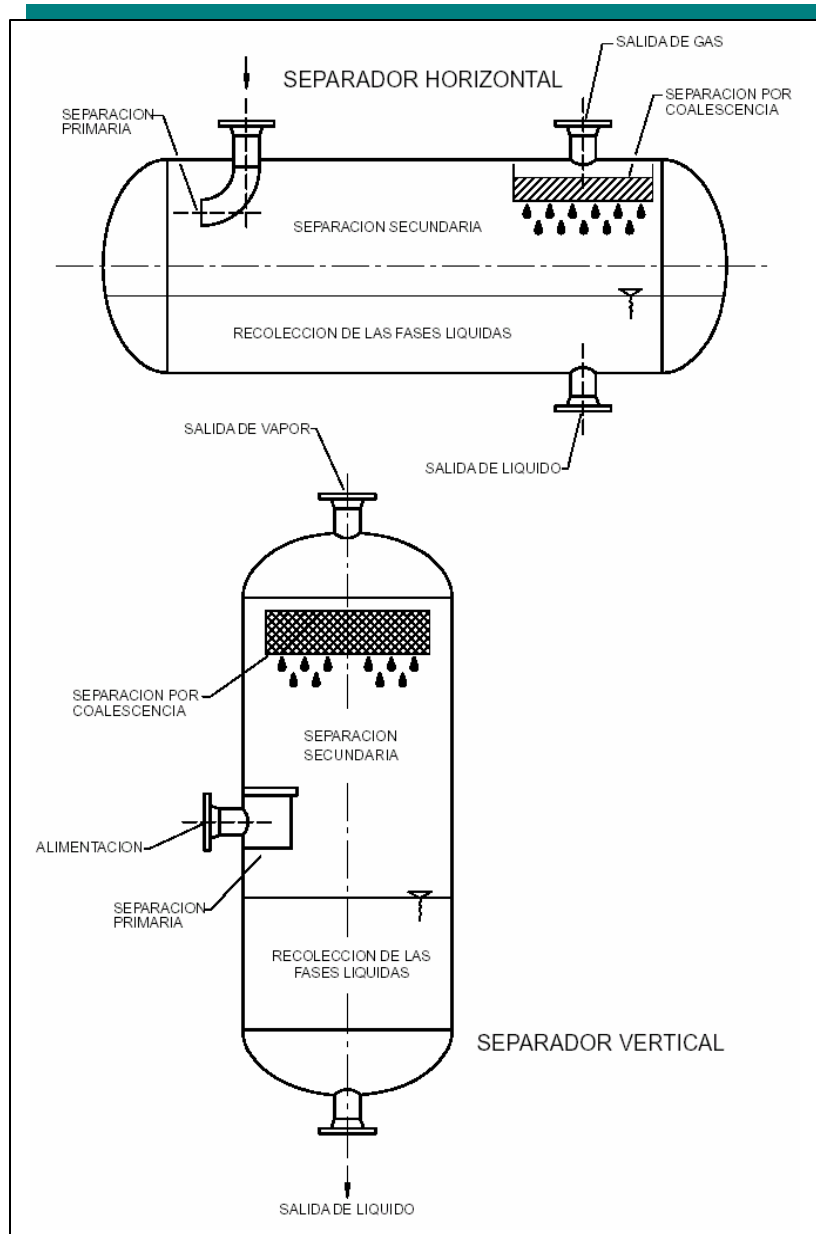 SALIDA DE GAS
SEPARADOR HORIZONTAL
SEPARACION POR
COALESCENCIA
SEPARACION
PRIMARIA
SEPARACION SECUNDARIA
RECOLECCION DE LAS FASES LIQUIDAS
SALIDA DE VAPOR
SALIDA DE LIQUIDO
SEPARACION POR
COALESCENCIA
SEPARACION
SECUNDARIA
ALIMENTACION
SEPARACION
PRIMARIA
RECOLECCION DE LAS
FASES LIQUIDAS
SEPARADOR VERTICAL
SALIDA DE LIQUIDO